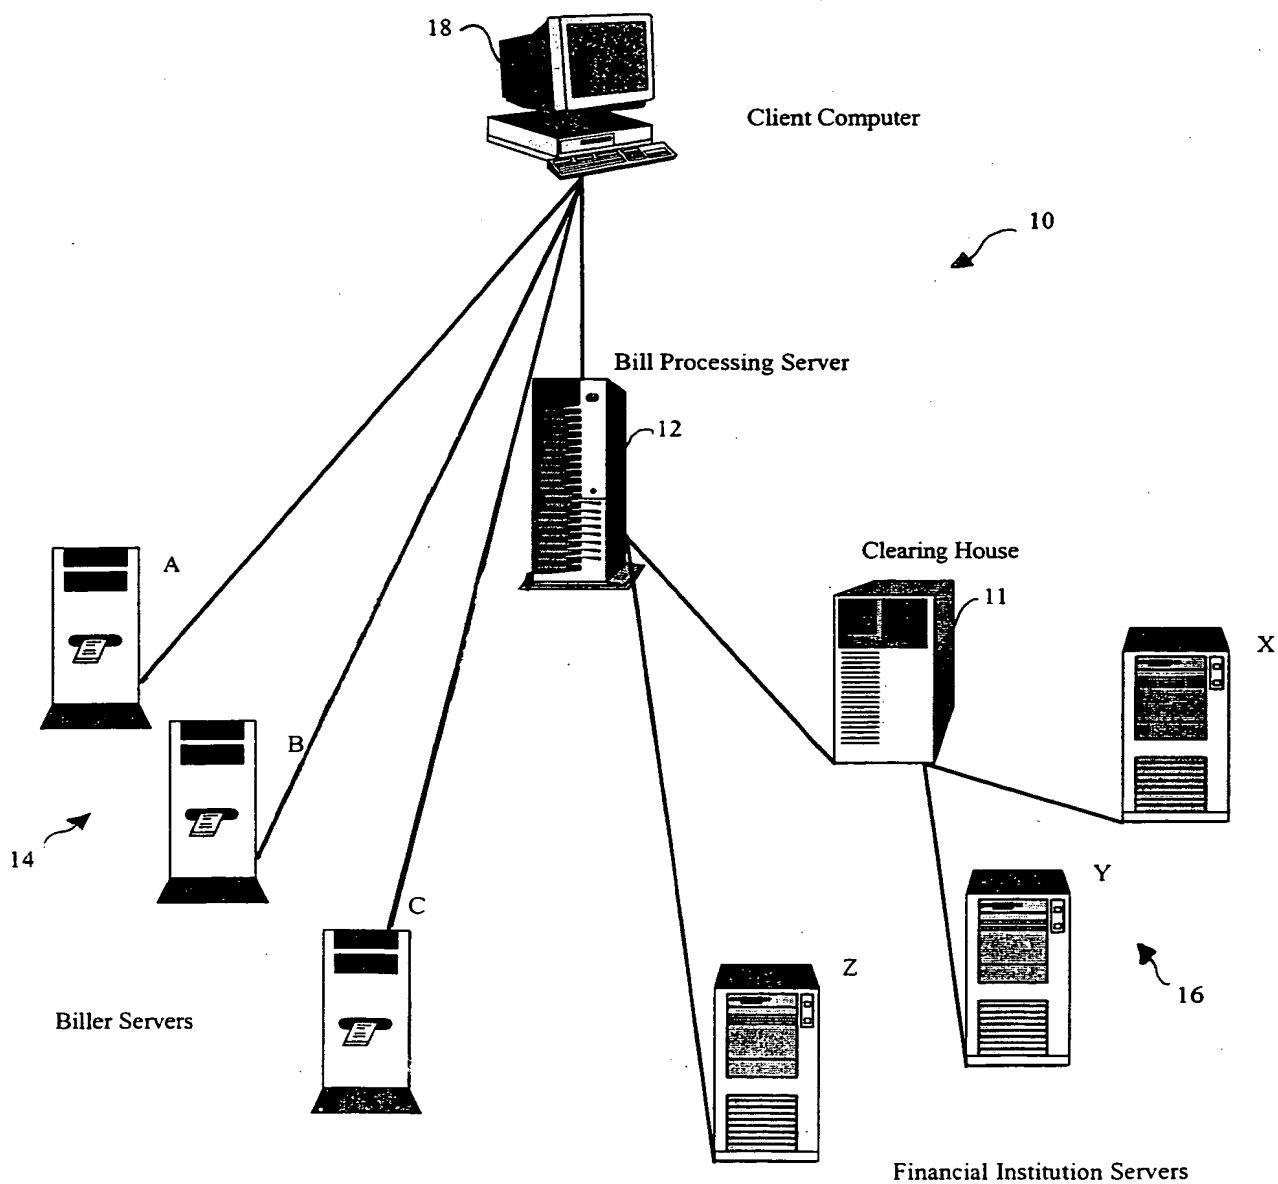 18
Client Computer
10
Bill Processing Server
12
Clearing House
11
A
X
B
14
Y
C
Z
16
Biller Servers
Financial Institution Servers